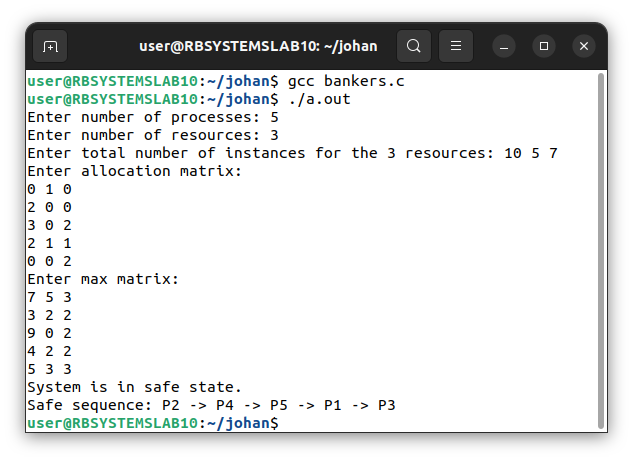 user@RBSYSTEMSLAB10: ~/johan
user@RBSYSTEMSLAB10:~/johan$ gcc bankers.c
user@RBSYSTEMSLAB10:~/johan$ ./a.out
Enter number of processes: 5
Enter number of resources: 3
Enter total number of instances for the 3 resources: 10 5 7
Enter allocation matrix:
0 1 0
2 0 0
3 0 2
2 1 1
0 0 2
Enter max matrix:
7 5 3
3 2 2
9 0 2
4 2 2
5 3 3
System is in safe state.
Safe sequence: P2 -> P4 -> P5 -> P1 -> P3
user@RBSYSTEMSLAB10:~/johan$